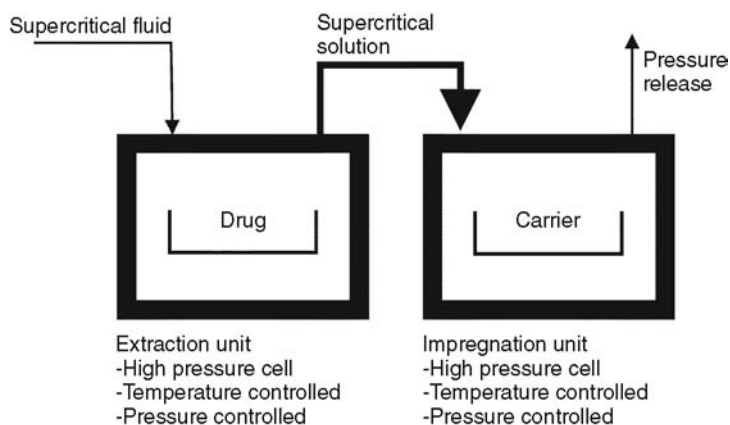 Supercritical fluid
Supercritical
solution
Pressure
release
Drug
Carrier
Extraction unit
-High pressure cell
-Temperature controlled
-Pressure controlled
Impregnation unit
-High pressure cell
-Temperature controlled
-Pressure controlled